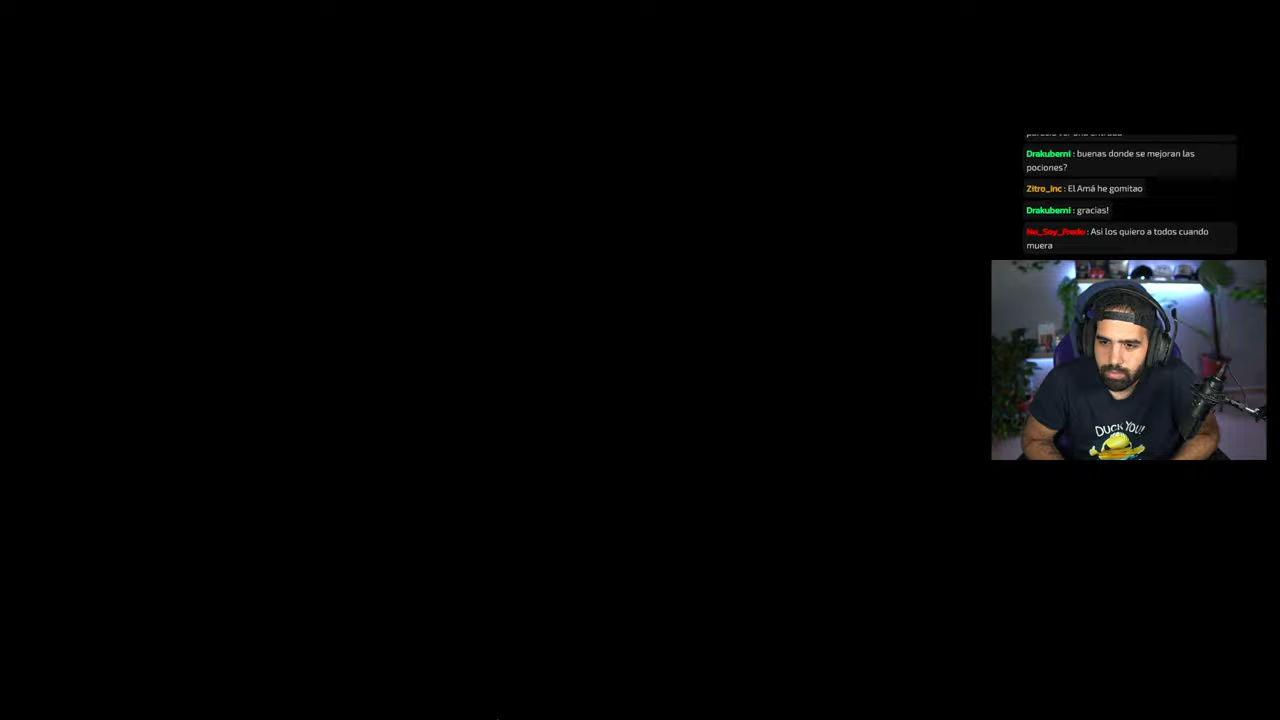 Drakuberni : buenas donde se mejoran las
pociones?
Zitro_Inc : El Amá he gomitao
Drakuberni : gracias!
No_Soy_Predo : Asi los quiero a todos cuando
muera
DUCK YOU!